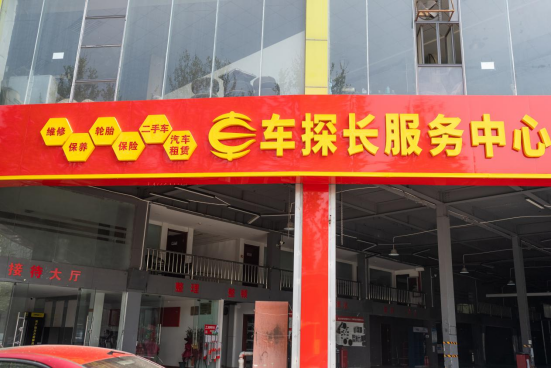 维修
保养
轮胎
保险
二手车
汽车
租赁
车探长服务中心
接待大厅